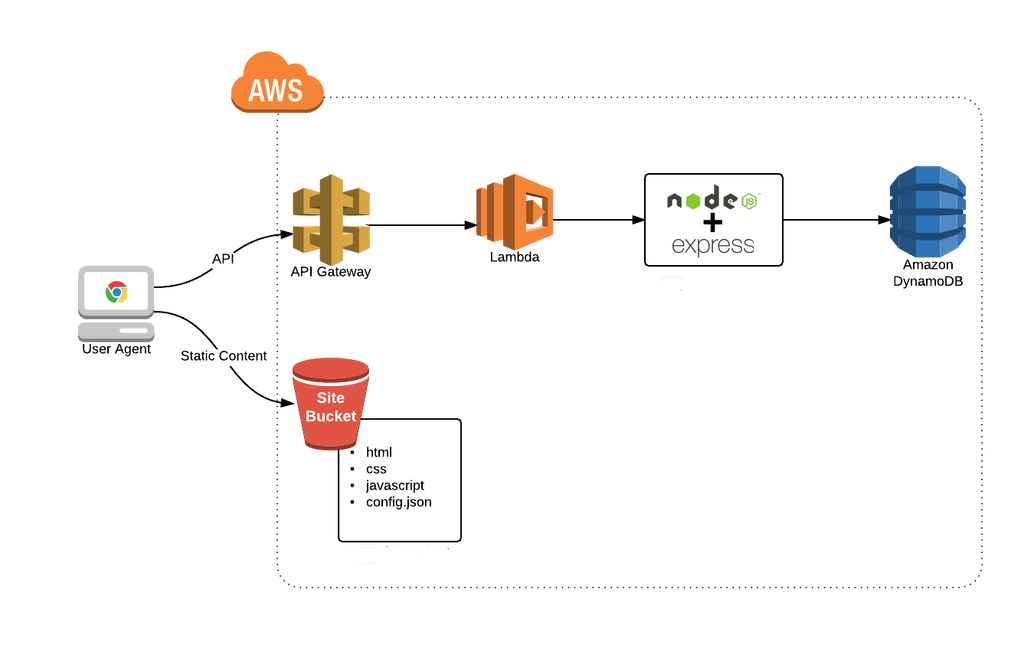 AWS
API
API Gateway
Lambda
node JS™
+
express
Amazon
DynamoDB
User Agent
Static Content
Site
Bucket
• html
• css
• javascript
• config.json